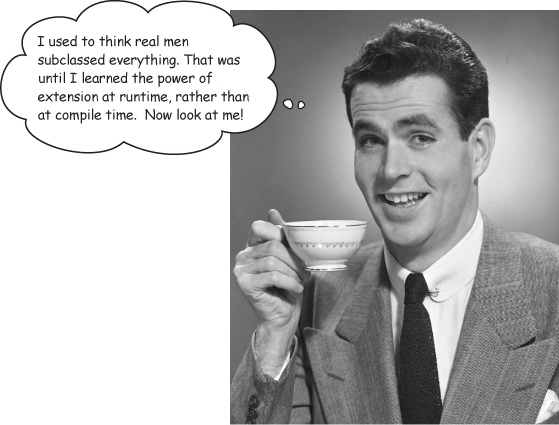 I used to think real men
subclassed everything. That was
until I learned the power of
extension at runtime, rather than
at compile time.  Now look at me!